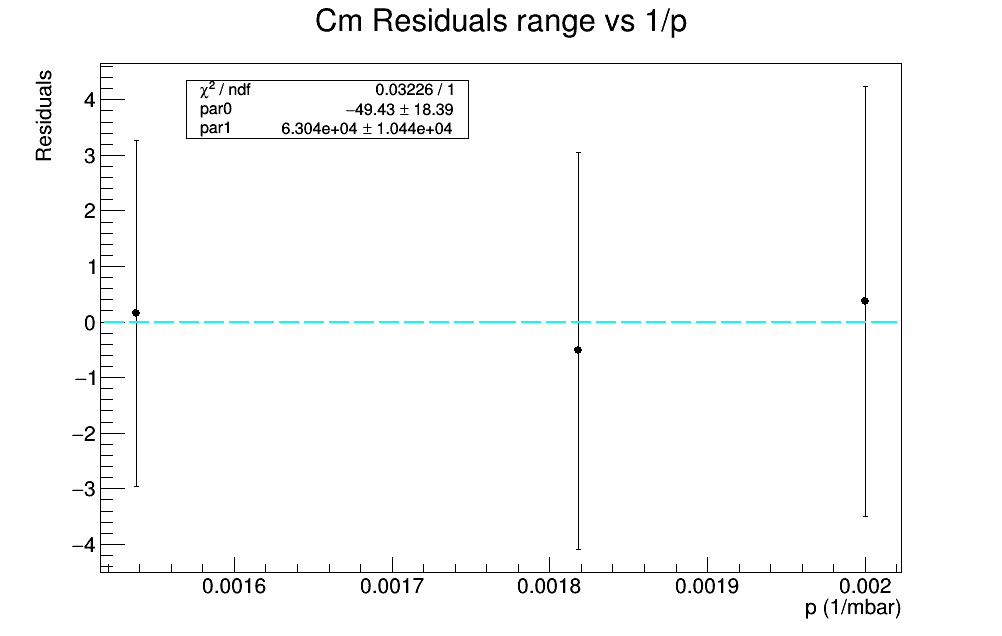 Cm Residuals range vs 1/p
Residuals
χ² / ndf 0.03226 / 1
par0 −49.43 ± 18.39
par1 6.304e+04 ± 1.044e+04
4
3
2
1
0
−1
−2
−3
−4
0.0016 0.0017 0.0018 0.0019 0.002
p (1/mbar)